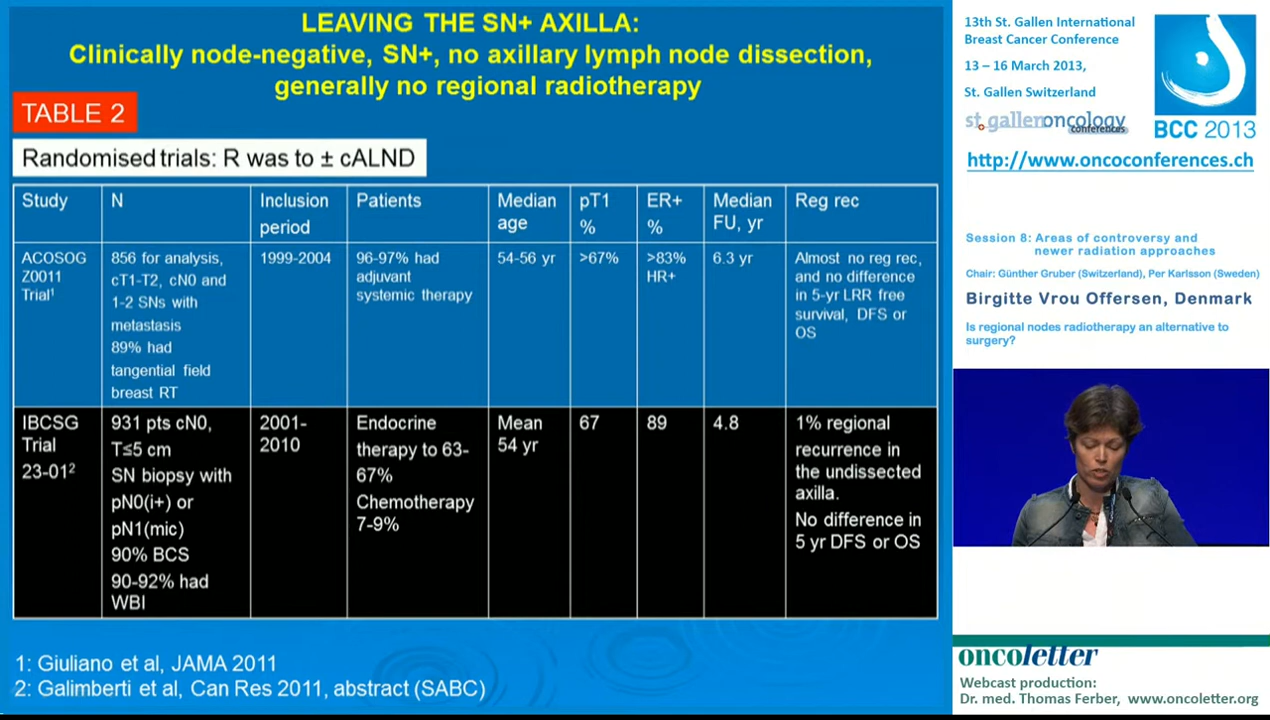 LEAVING THE SN+ AXILLA:
Clinically node-negative, SN+, no axillary lymph node dissection,
generally no regional radiotherapy
TABLE 2
Randomised trials: R was to ± cALND
Study
N
Inclusion
period
Patients
Median
age
pT1
%
ER+
%
Median
FU, yr
Reg rec
ACOSOG
Z0011
Trial¹
856 for analysis,
cT1-T2, cN0 and
1-2 SNs with
metastasis
89% had
tangential field
breast RT
1999-2004
96-97% had
adjuvant
systemic therapy
54-56 yr
>67%
>83%
HR+
6.3 yr
Almost no reg rec,
and no difference
in 5-yr LRR free
survival, DFS or
OS
IBCSG
Trial
23-01²
931 pts cN0,
T≤5 cm
SN biopsy with
pN0(i+) or
pN1(mic)
90% BCS
90-92% had
WBI
2001-
2010
Endocrine
therapy to 63-
67%
Chemotherapy
7-9%
Mean
54 yr
67
89
4.8
1% regional
recurrence in
the undissected
axilla.
No difference in
5 yr DFS or OS
1: Giuliano et al, JAMA 2011
2: Galimberti et al, Can Res 2011, abstract (SABC)
13th St. Gallen International
Breast Cancer Conference
13 – 16 March 2013,
St. Gallen Switzerland
st.gallenoncology
conferences
BCC 2013
http://www.oncoconferences.ch
Session 8: Areas of controversy and
newer radiation approaches
Chair: Günther Gruber (Switzerland), Per Karlsson (Sweden)
Birgitte Vrou Offersen, Denmark
Is regional nodes radiotherapy an alternative to
surgery?
oncoletter
Webcast production:
Dr. med. Thomas Ferber, www.oncoletter.org